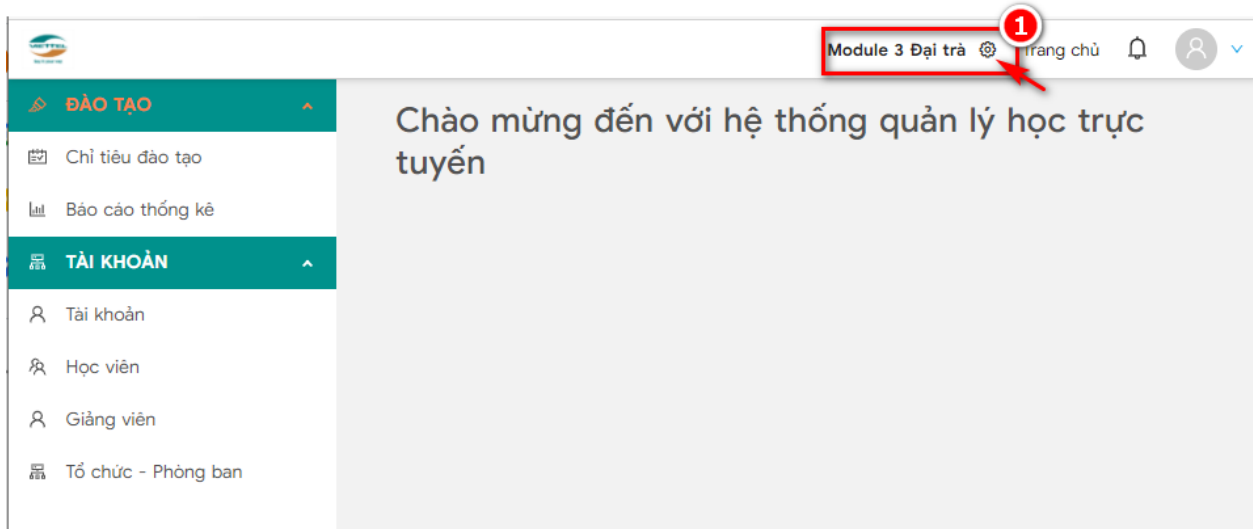 VIETTEL
Module 3 Đại trà
1
Trang chủ
ĐÀO TẠO
Chỉ tiêu đào tạo
Báo cáo thống kê
TÀI KHOẢN
Tài khoản
Học viên
Giảng viên
Tổ chức - Phòng ban
Chào mừng đến với hệ thống quản lý học trực
tuyến